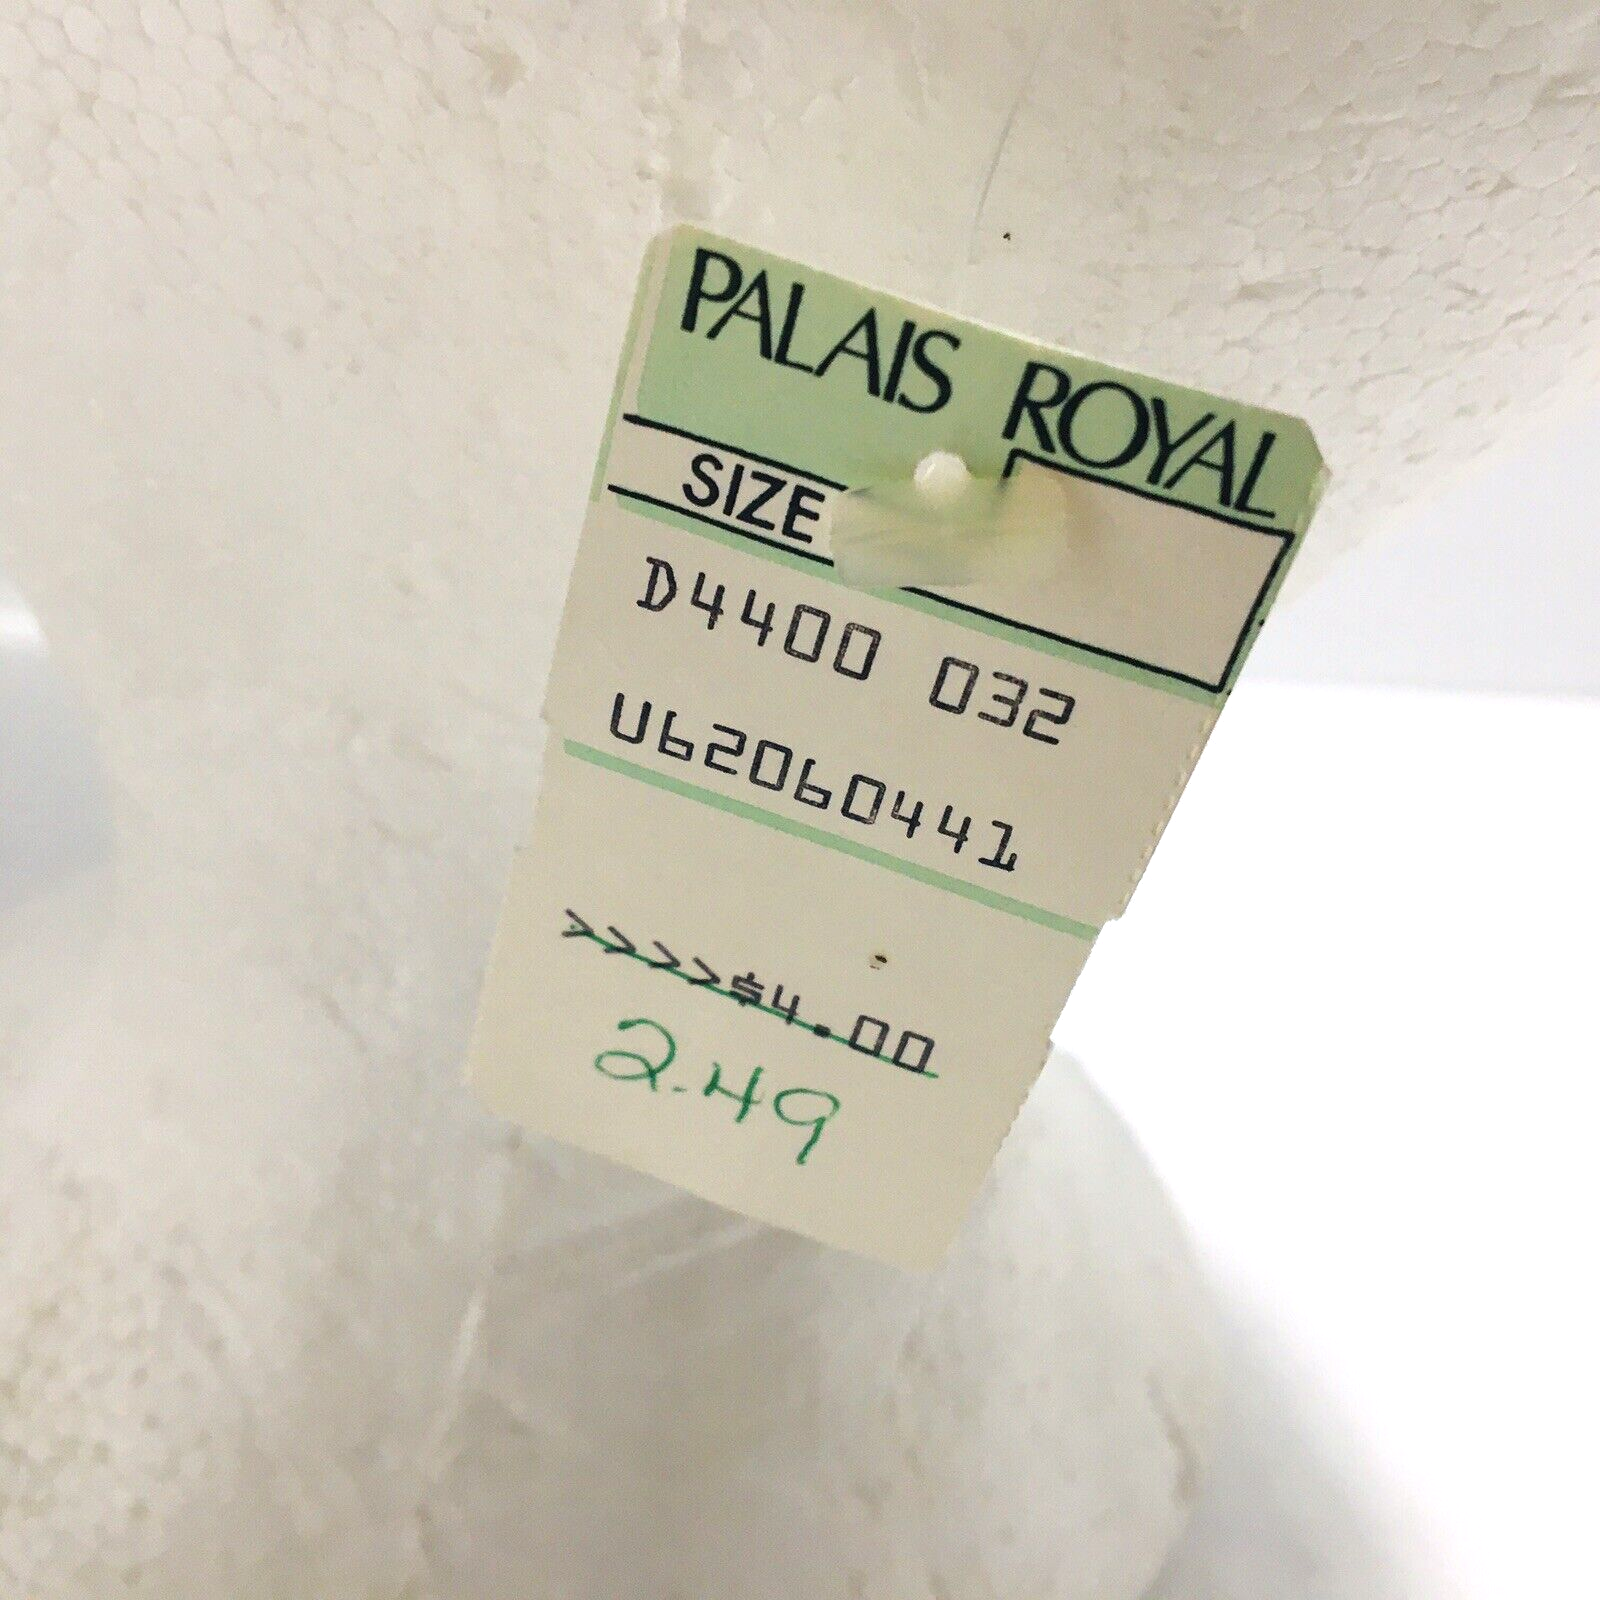 PALAIS ROYAL
SIZE
D4400 032
U62060441
>>>>$4.00
2.49